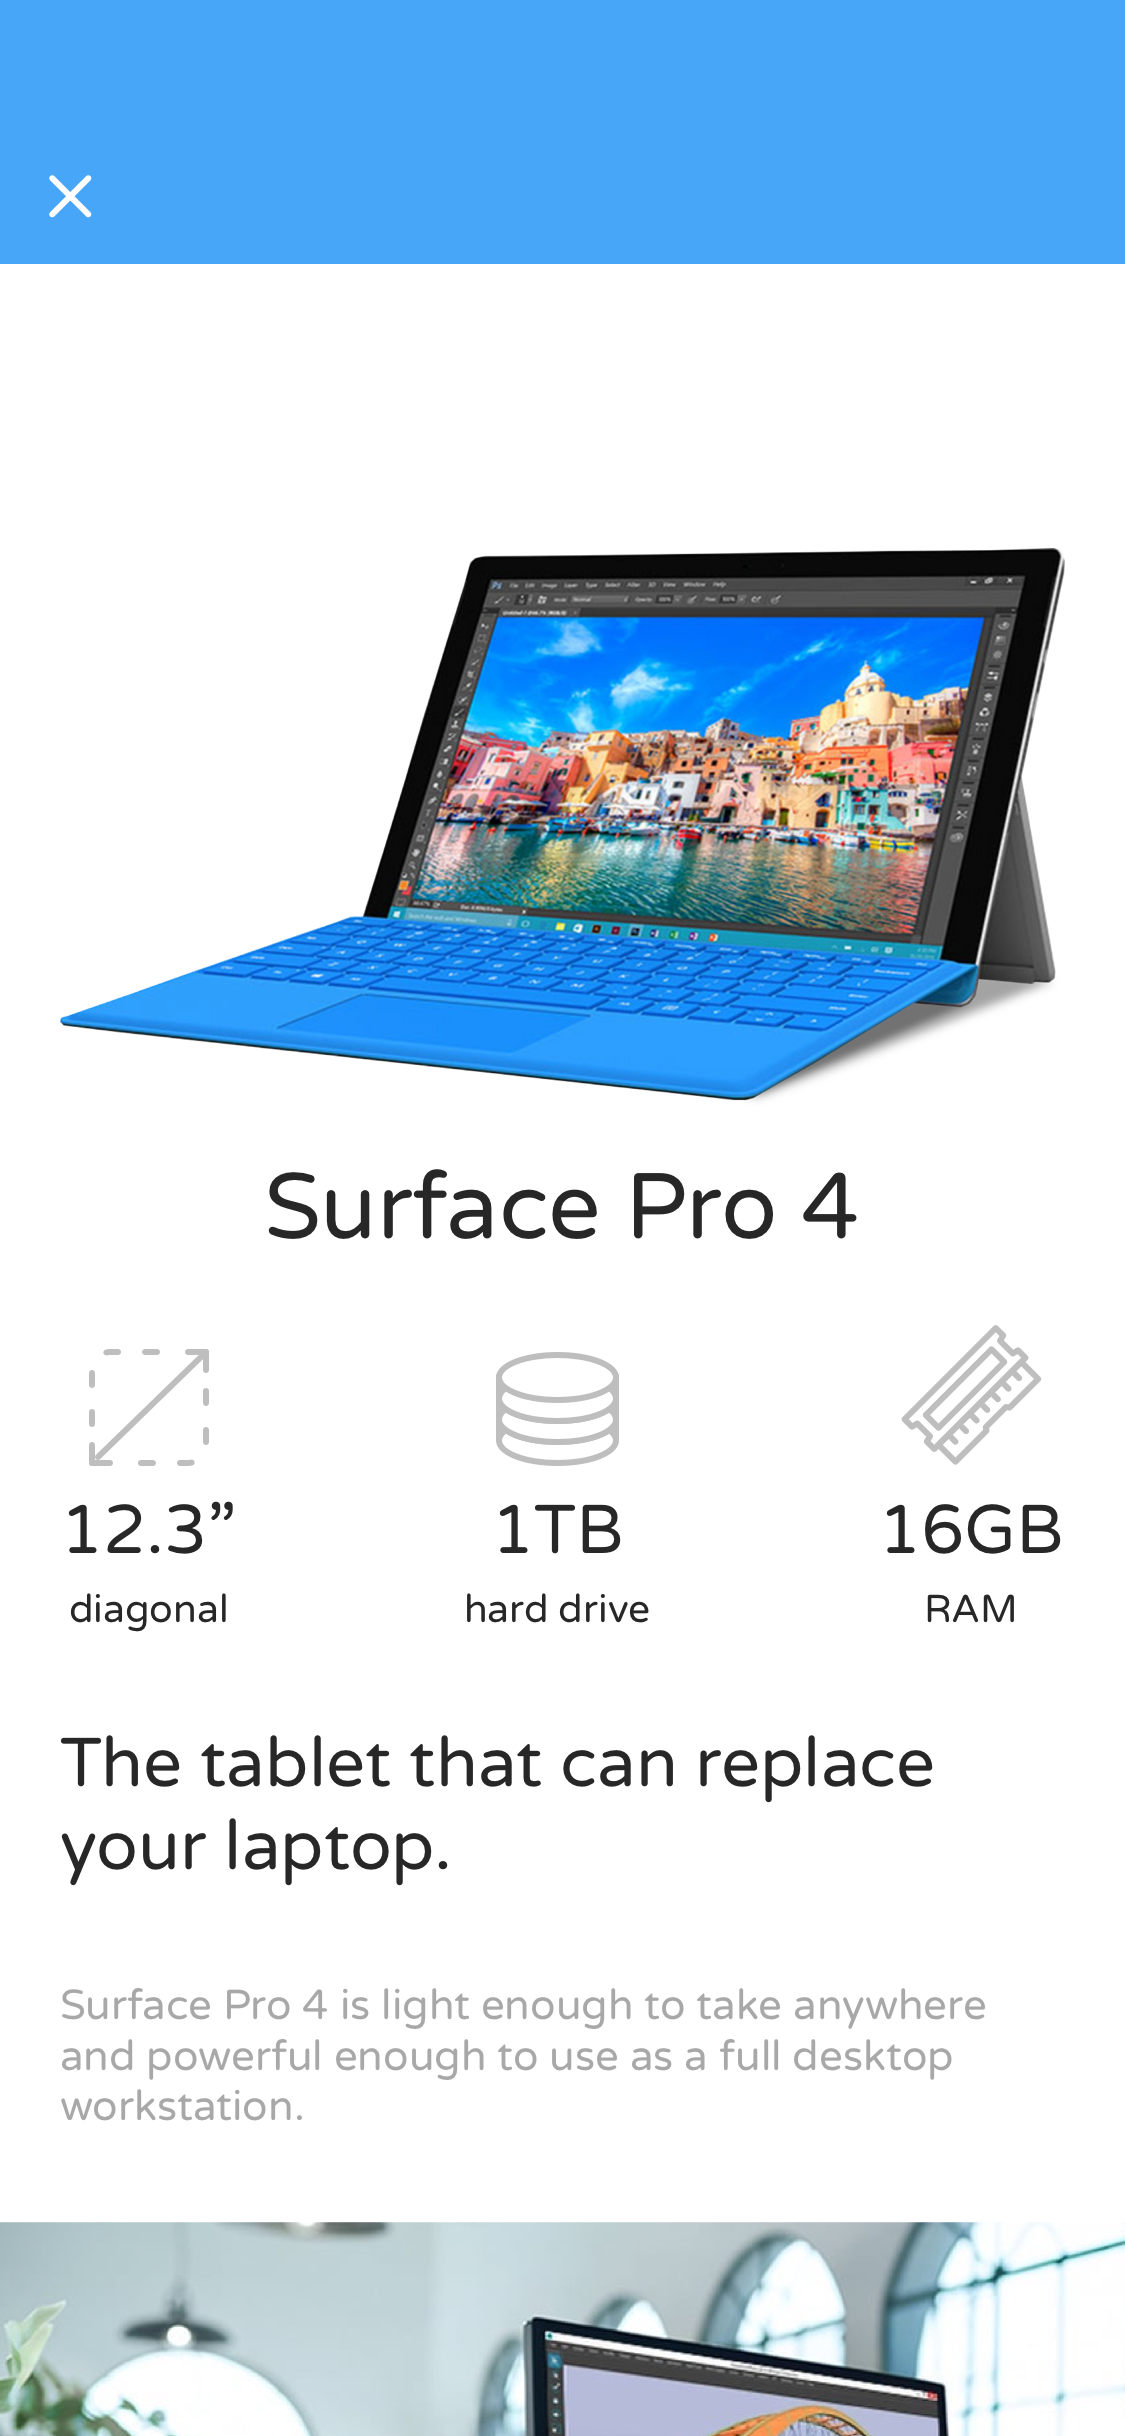 Surface Pro 4
12.3”
1TB
16GB
diagonal
hard drive
RAM
The tablet that can replace
your laptop.
Surface Pro 4 is light enough to take anywhere
and powerful enough to use as a full desktop
workstation.